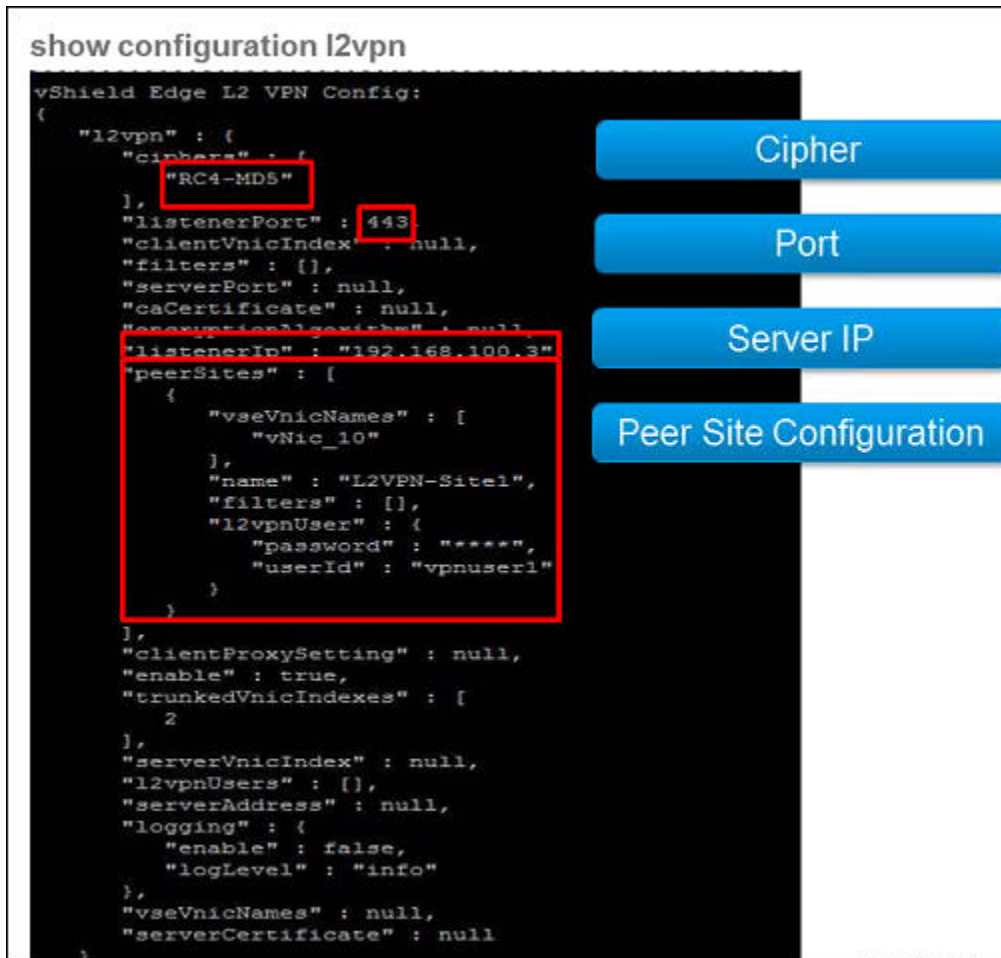 show configuration l2vpn
vShield Edge L2 VPN Config:
{
"l2vpn" : {
"ciphers" : [
"RC4-MD5"
],
"listenerPort" : 443,
"clientVnicIndex" : null,
"filters" : [],
"serverPort" : null,
"caCertificate" : null,
"encryptionAlgorithm" : null,
"listenerIp" : "192.168.100.3"
"peerSites" : [
{
"vseVnicNames" : [
"vNic_10"
],
"name" : "L2VPN-Site1",
"filters" : [],
"l2vpnUser" : {
"password" : "****",
"userId" : "vpnuser1"
}
}
],
"clientProxySetting" : null,
"enable" : true,
"trunkedVnicIndexes" : [
2
],
"serverVnicIndex" : null,
"l2vpnUsers" : [],
"serverAddress" : null,
"logging" : {
"enable" : false,
"logLevel" : "info"
},
"vseVnicNames" : null,
"serverCertificate" : null
}
Cipher
Port
Server IP
Peer Site Configuration